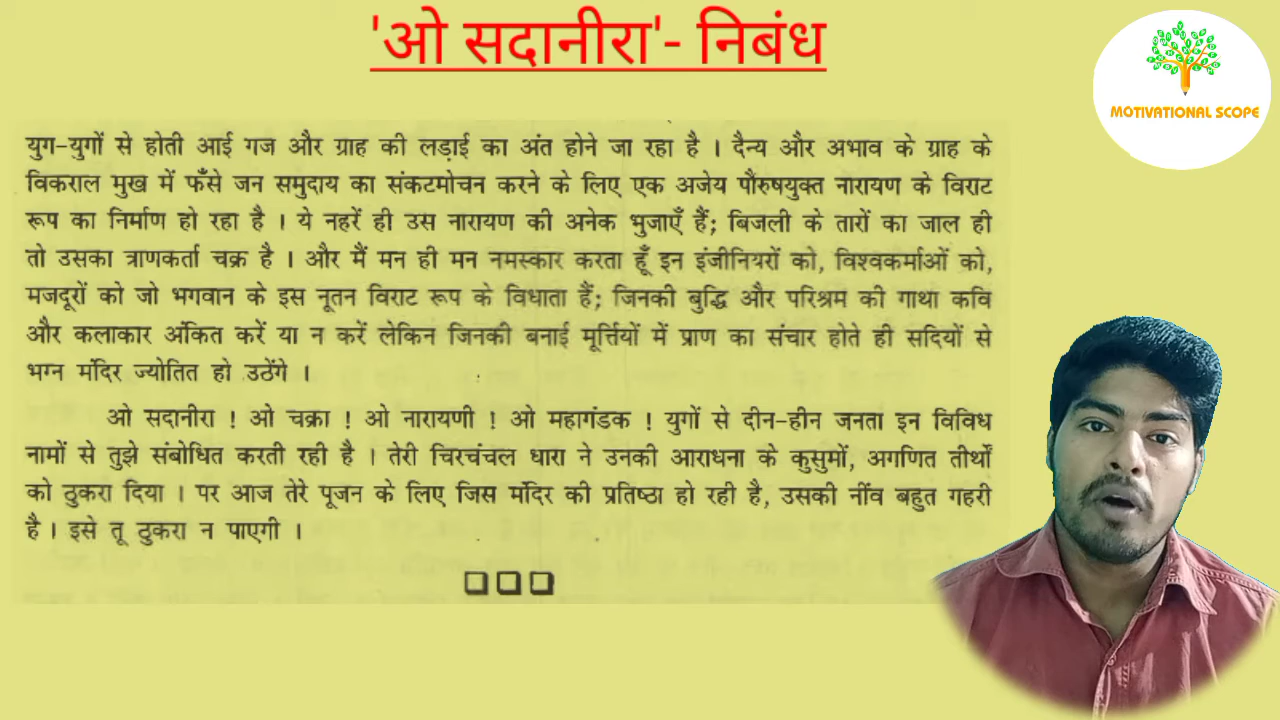 'ओ सदानीरा'- निबंध
MOTIVATIONAL SCOPE
युग-युगों से होती आई गज और ग्राह की लड़ाई का अंत होने जा रहा है । दैन्य और अभाव के ग्राह के
विकराल मुख में फँसे जन समुदाय का संकटमोचन करने के लिए एक अजेय पौरुषयुक्त नारायण के विराट
रूप का निर्माण हो रहा है । ये नहरें ही उस नारायण की अनेक भुजाएँ हैं; बिजली के तारों का जाल ही
तो उसका त्राणकर्ता चक्र है । और मैं मन ही मन नमस्कार करता हूँ इन इंजीनियरों को, विश्वकर्माओं को,
मजदूरों को जो भगवान के इस नूतन विराट रूप के विधाता हैं; जिनकी बुद्धि और परिश्रम की गाथा कवि
और कलाकार अंकित करें या न करें लेकिन जिनकी बनाई मूर्त्तियों में प्राण का संचार होते ही सदियों से
भग्न मंदिर ज्योतित हो उठेंगे ।
ओ सदानीरा ! ओ चक्रा ! ओ नारायणी ! ओ महागंडक ! युगों से दीन-हीन जनता इन विविध
नामों से तुझे संबोधित करती रही है । तेरी चिरचंचल धारा ने उनकी आराधना के कुसुमों, अगणित तीर्थों
को ठुकरा दिया । पर आज तेरे पूजन के लिए जिस मंदिर की प्रतिष्ठा हो रही है, उसकी नींव बहुत गहरी
है । इसे तू ठुकरा न पाएगी ।